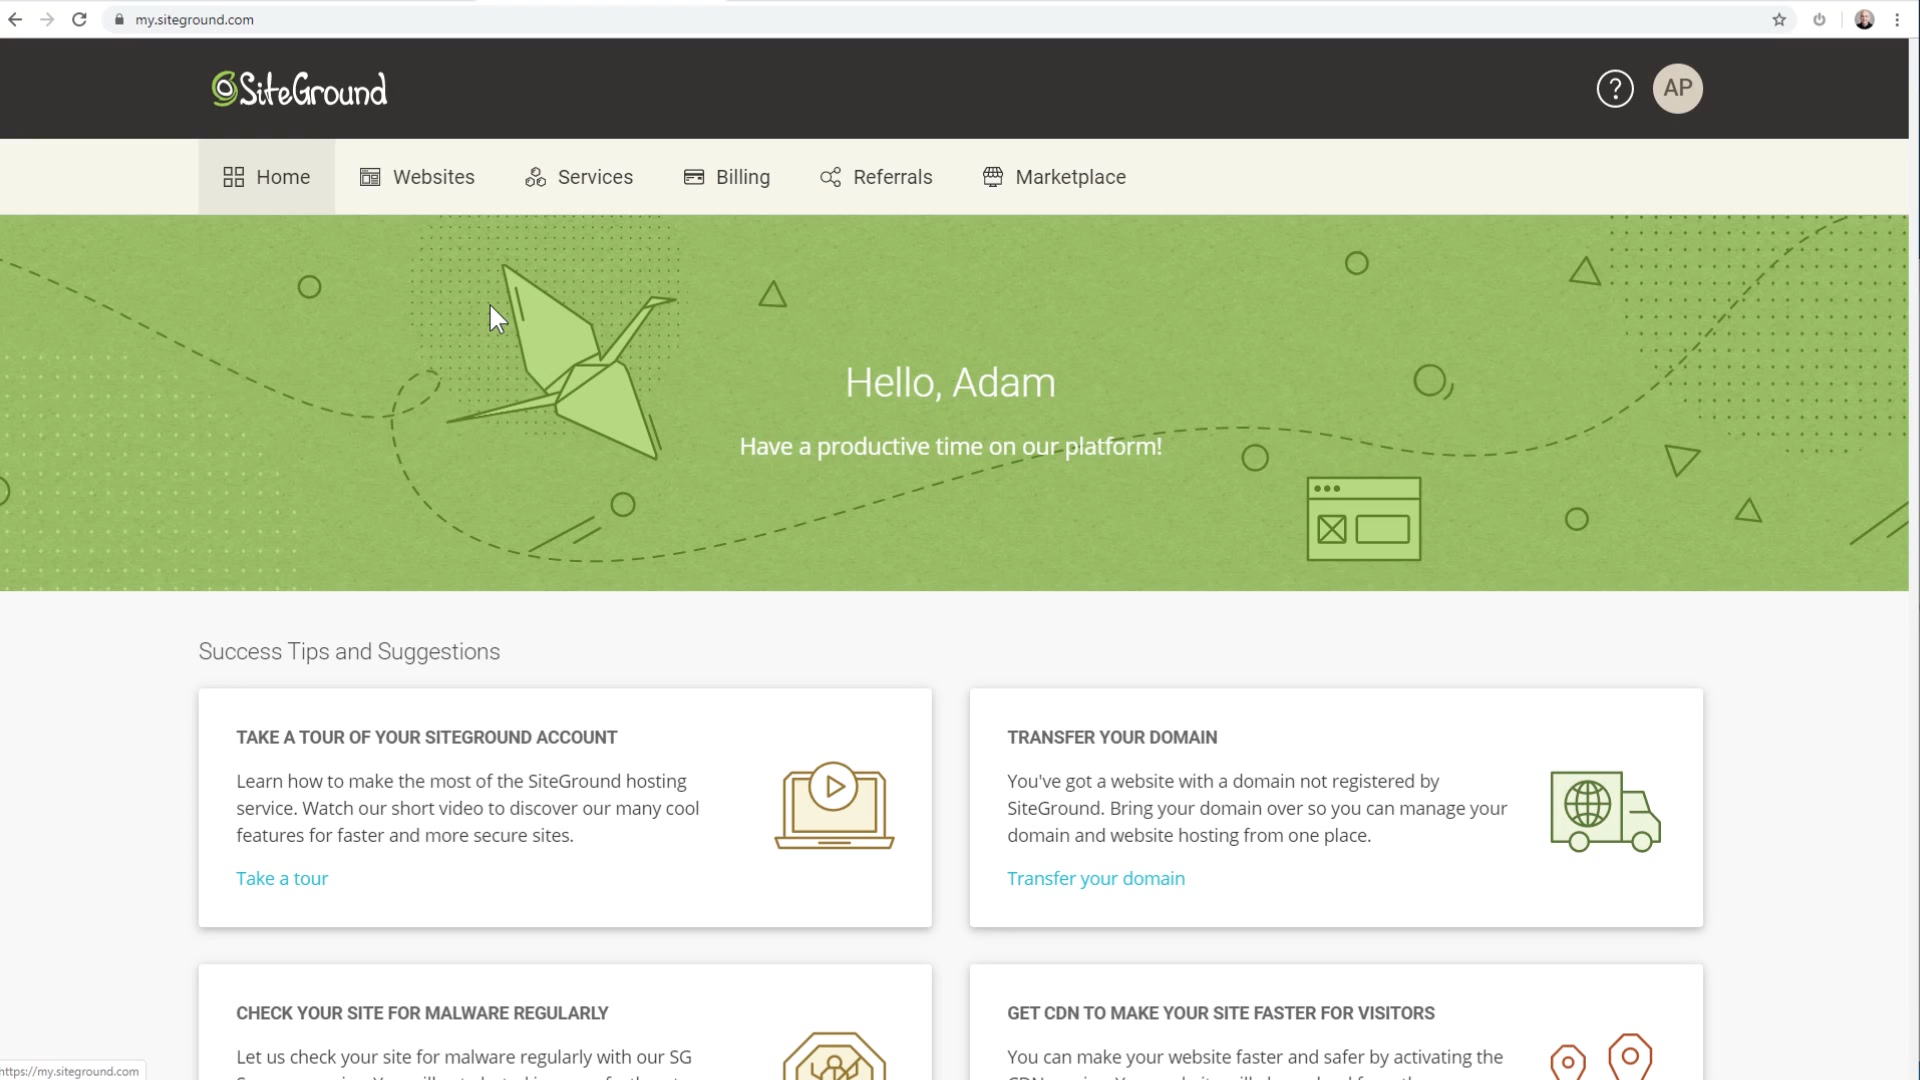 my.siteground.com
SiteGround
?
AP
Home
Websites
Services
Billing
Referrals
Marketplace
Hello, Adam
Have a productive time on our platform!
Success Tips and Suggestions
TAKE A TOUR OF YOUR SITEGROUND ACCOUNT
Learn how to make the most of the SiteGround hosting
service. Watch our short video to discover our many cool
features for faster and more secure sites.
Take a tour
TRANSFER YOUR DOMAIN
You've got a website with a domain not registered by
SiteGround. Bring your domain over so you can manage your
domain and website hosting from one place.
Transfer your domain
CHECK YOUR SITE FOR MALWARE REGULARLY
Let us check your site for malware regularly with our SG
GET CDN TO MAKE YOUR SITE FASTER FOR VISITORS
You can make your website faster and safer by activating the
https://my.siteground.com